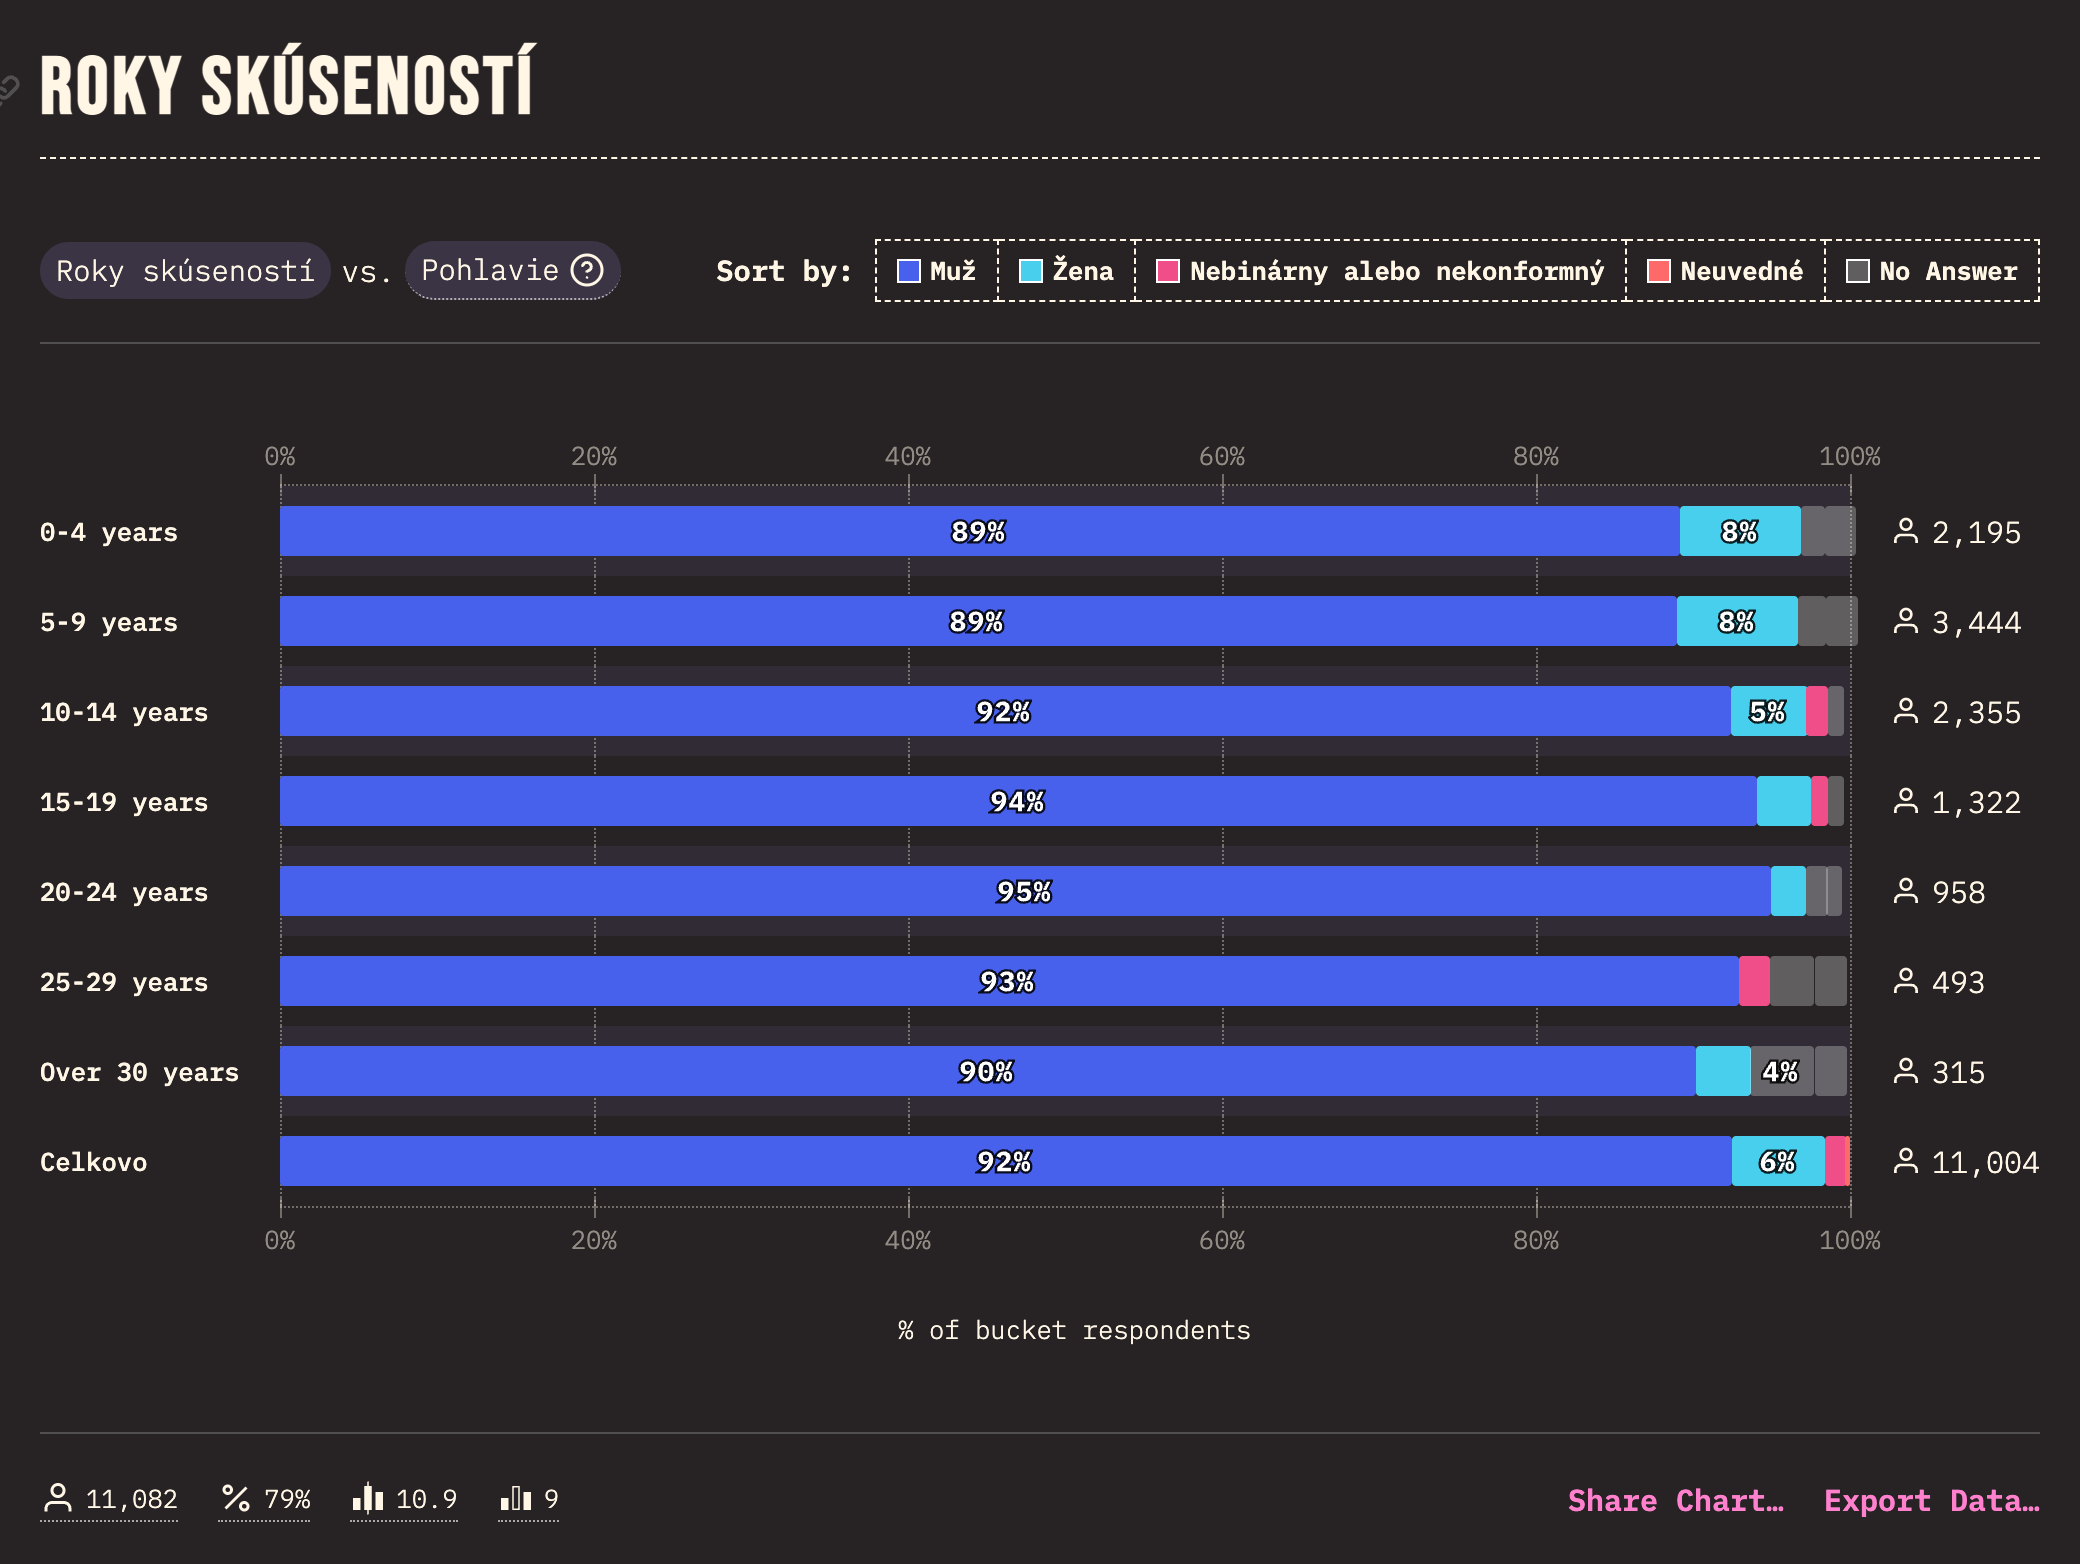 ROKY SKÚSENOSTÍ
Roky skúseností vs. Pohlavie ? Sort by: Muž Žena Nebinárny alebo nekonformný Neuvedné No Answer
0% 20% 40% 60% 80% 100%
0-4 years 89% 8% 2,195
5-9 years 89% 8% 3,444
10-14 years 92% 5% 2,355
15-19 years 94% 1,322
20-24 years 95% 958
25-29 years 93% 493
Over 30 years 90% 4% 315
Celkovo 92% 6% 11,004
0% 20% 40% 60% 80% 100%
% of bucket respondents
11,082 79% 10.9 9 Share Chart… Export Data…